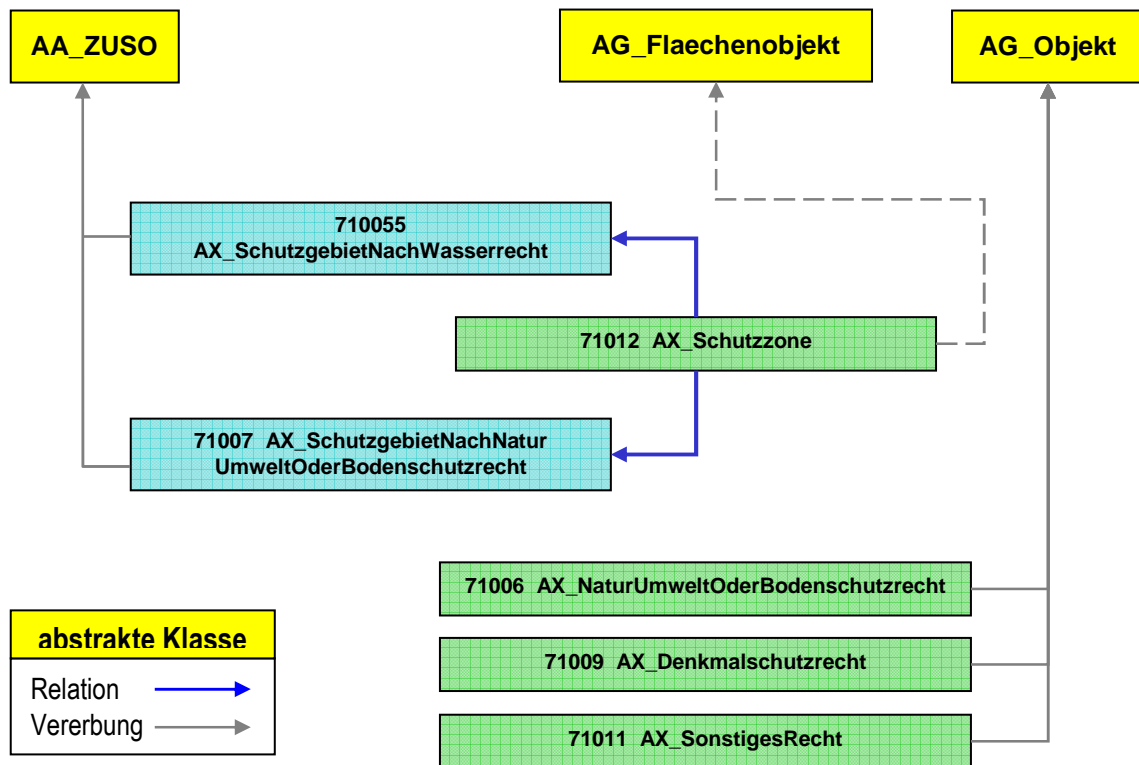 AA_ZUSO
AG_Flaechenobjekt
AG_Objekt
710055
AX_SchutzgebietNachWasserrecht
71012 AX_Schutzzone
71007 AX_SchutzgebietNachNatur
UmweltOderBodenschutzrecht
71006 AX_NaturUmweltOderBodenschutzrecht
71009 AX_Denkmalschutzrecht
71011 AX_SonstigesRecht
abstrakte Klasse
Relation
Vererbung